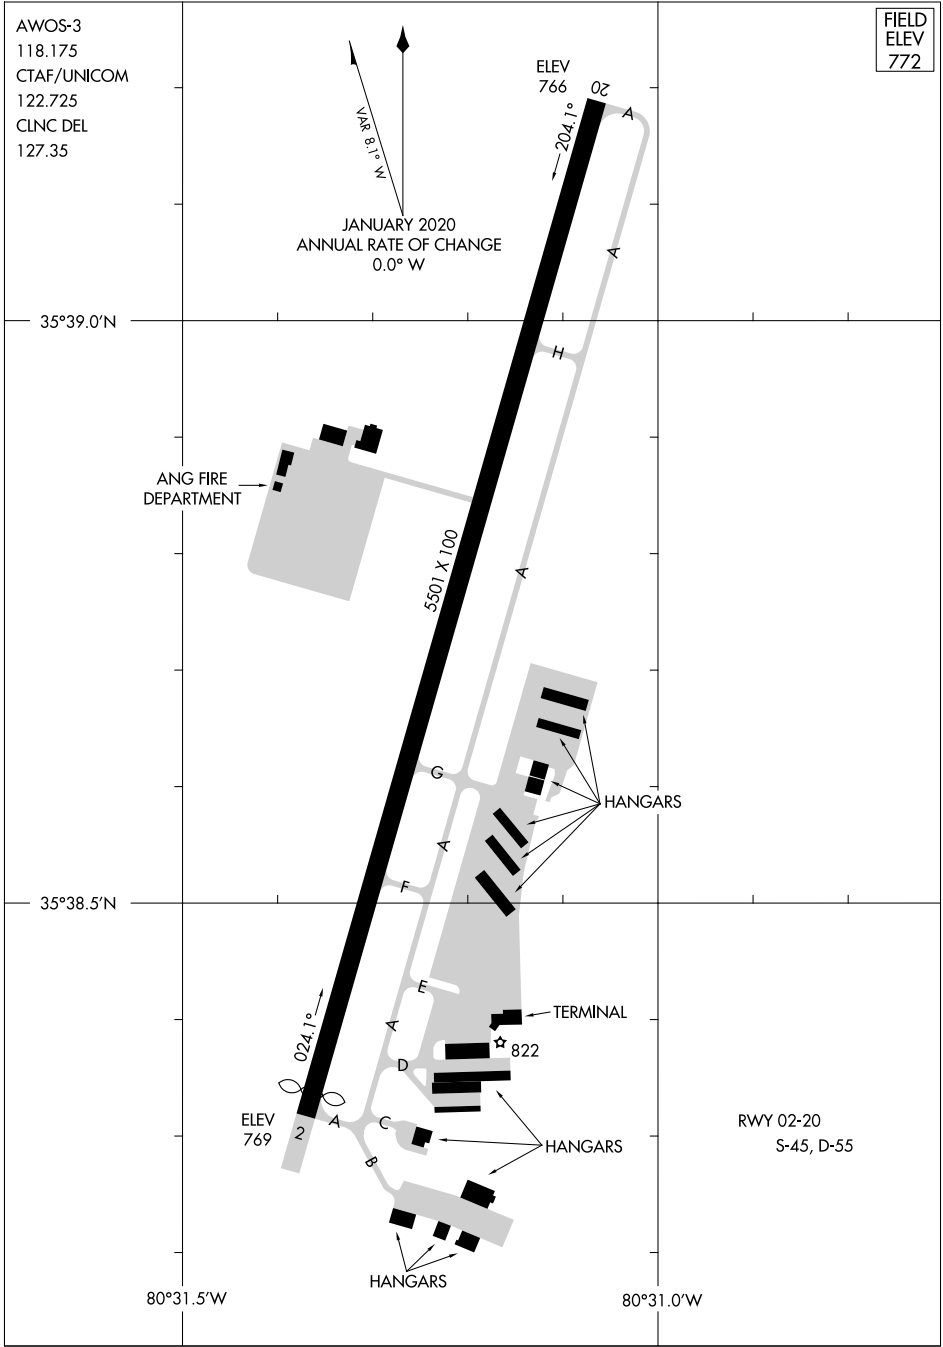 AWOS-3
118.175
CTAF/UNICOM
122.725
CLNC DEL
127.35
FIELD
ELEV
772
VAR 8.1° W
JANUARY 2020
ANNUAL RATE OF CHANGE
0.0° W
ELEV
766
20
A
204.1°
A
35°39.0'N
H
ANG FIRE
DEPARTMENT
5501 X 100
A
G
HANGARS
A
F
35°38.5'N
E
TERMINAL
A
024.1°
822
D
ELEV
769
2
A
C
B
HANGARS
RWY 02-20
S-45, D-55
HANGARS
80°31.5'W
80°31.0'W